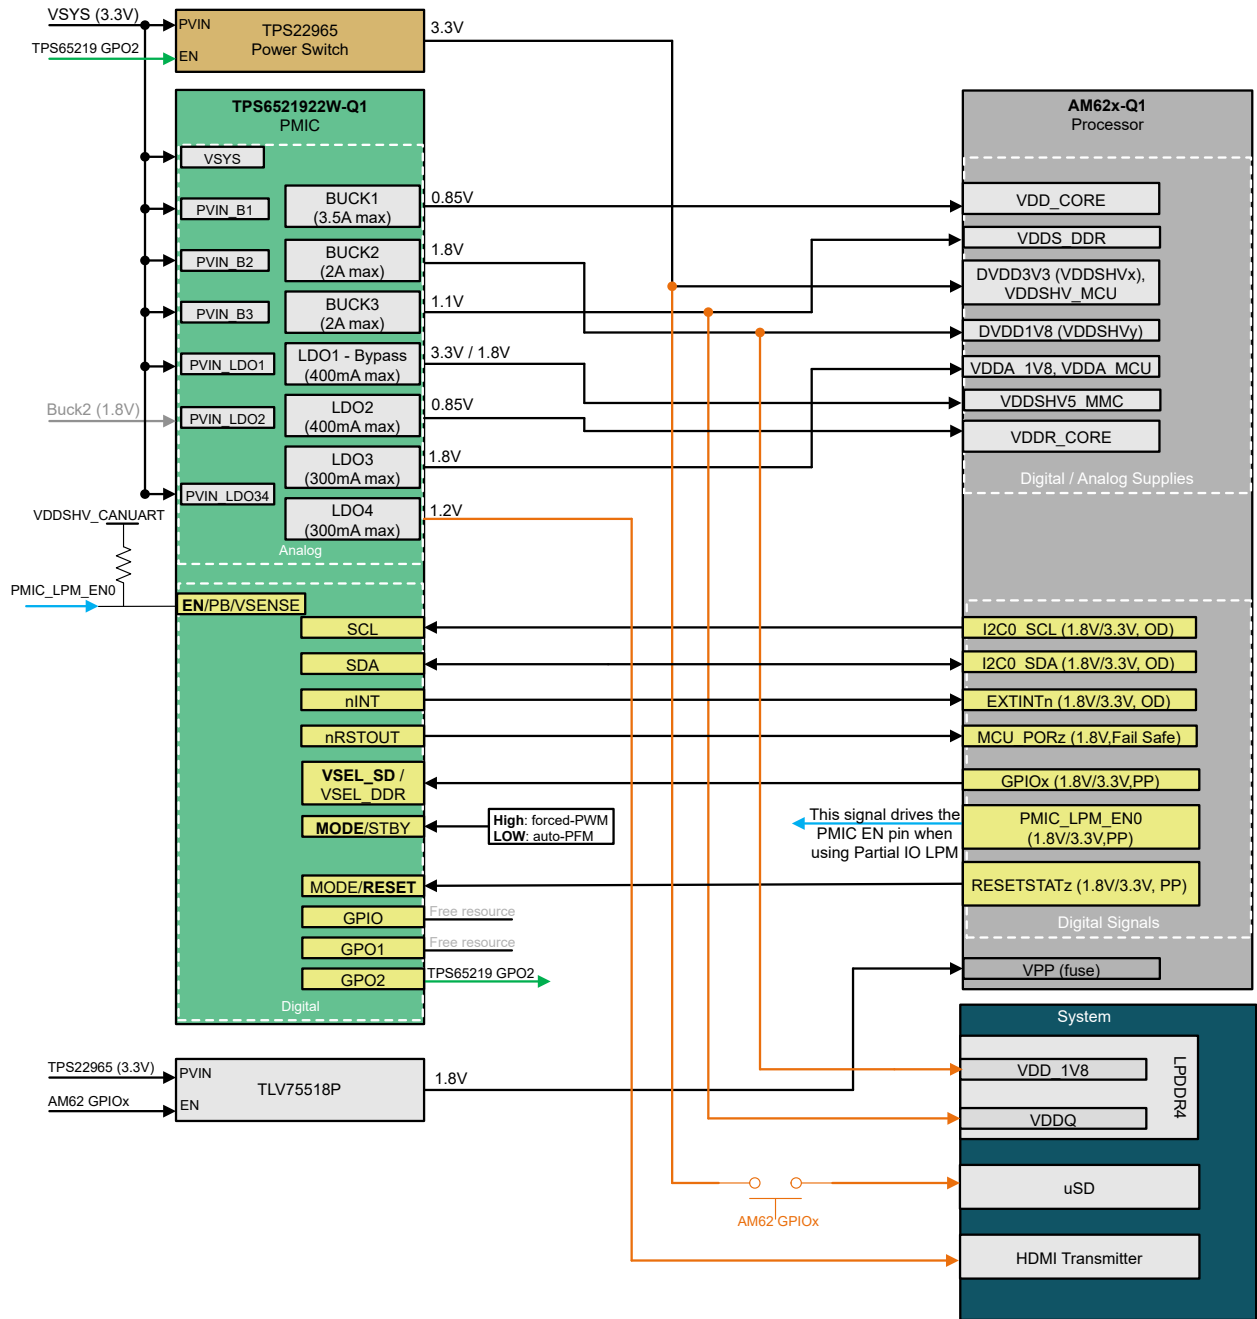 VSYS (3.3V)
TPS65219 GPO2
PVIN
EN
TPS22965
Power Switch
3.3V
TPS6521922W-Q1
PMIC
VSYS
PVIN_B1
PVIN_B2
PVIN_B3
PVIN_LDO1
Buck2 (1.8V)
PVIN_LDO2
PVIN_LDO34
BUCK1
(3.5A max)
0.85V
BUCK2
(2A max)
1.8V
BUCK3
(2A max)
1.1V
LDO1 - Bypass
(400mA max)
3.3V / 1.8V
LDO2
(400mA max)
0.85V
LDO3
(300mA max)
1.8V
LDO4
(300mA max)
1.2V
Analog
VDDSHV_CANUART
PMIC_LPM_EN0
EN/PB/VSENSE
SCL
SDA
nINT
nRSTOUT
VSEL_SD /
VSEL_DDR
MODE/STBY
High: forced-PWM
LOW: auto-PFM
MODE/RESET
GPIO
Free resource
GPO1
Free resource
GPO2
TPS65219 GPO2
Digital
AM62x-Q1
Processor
VDD_CORE
VDDS_DDR
DVDD3V3 (VDDSHVx),
VDDSHV_MCU
DVDD1V8 (VDDSHVy)
VDDA_1V8, VDDA_MCU
VDDSHV5_MMC
VDDR_CORE
Digital / Analog Supplies
I2C0_SCL (1.8V/3.3V, OD)
I2C0_SDA (1.8V/3.3V, OD)
EXTINTn (1.8V/3.3V, OD)
MCU_PORz (1.8V,Fail Safe)
GPIOx (1.8V/3.3V,PP)
This signal drives the
PMIC EN pin when
using Partial IO LPM
PMIC_LPM_EN0
(1.8V/3.3V,PP)
RESETSTATz (1.8V/3.3V, PP)
Digital Signals
VPP (fuse)
TPS22965 (3.3V)
AM62 GPIOx
PVIN
EN
TLV75518P
1.8V
System
VDD_1V8
VDDQ
LPDDR4
uSD
AM62 GPIOx
HDMI Transmitter